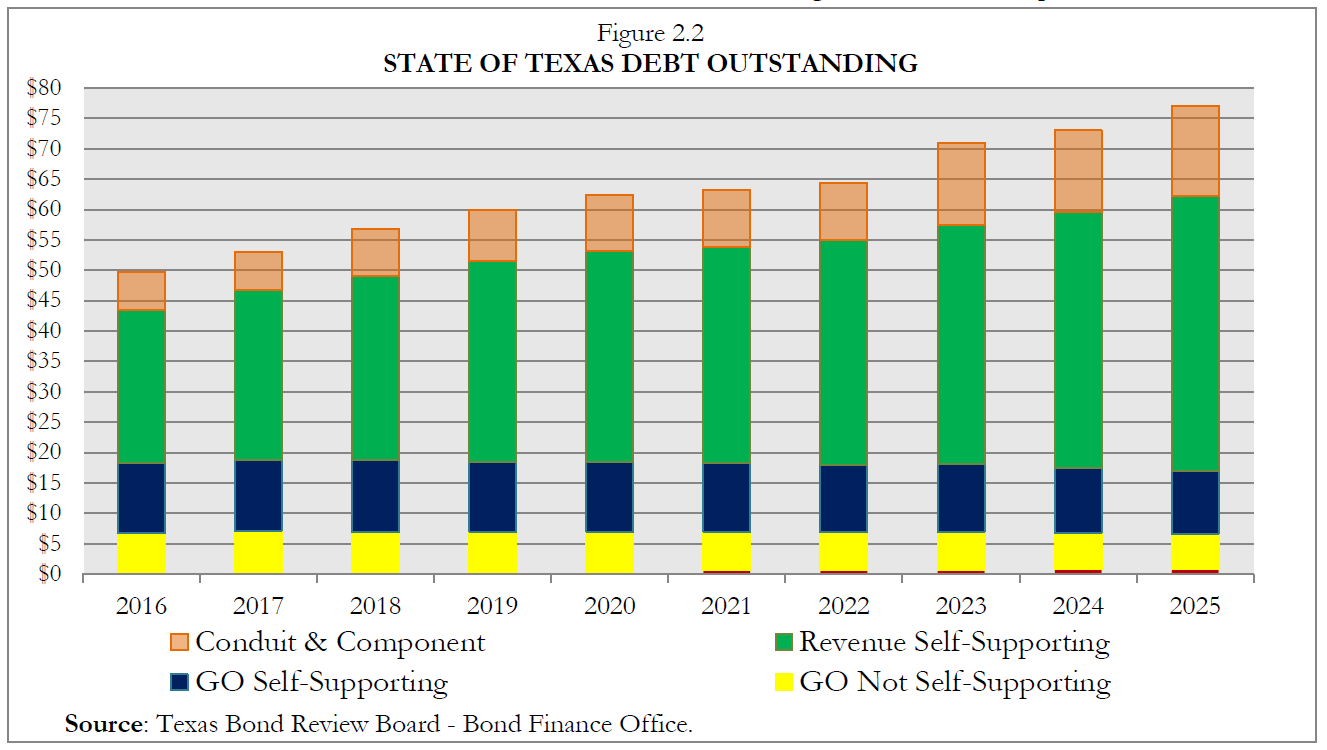 Figure 2.2
STATE OF TEXAS DEBT OUTSTANDING
$80
$75
$70
$65
$60
$55
$50
$45
$40
$35
$30
$25
$20
$15
$10
$5
$0
2016 2017 2018 2019 2020 2021 2022 2023 2024 2025
Conduit & Component Revenue Self-Supporting
GO Self-Supporting GO Not Self-Supporting
Source: Texas Bond Review Board - Bond Finance Office.